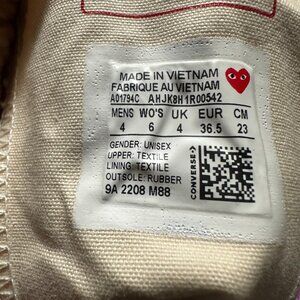 MADE IN VIETNAM
FABRIQUE AU VIETNAM
A01794C AHJK8H1R00542
MENS WO'S UK EUR CM
4 6 4 36.5 23
GENDER: UNISEX
UPPER: TEXTILE
LINING: TEXTILE
OUTSOLE: RUBBER
9A 2208 M88
CONVERSE